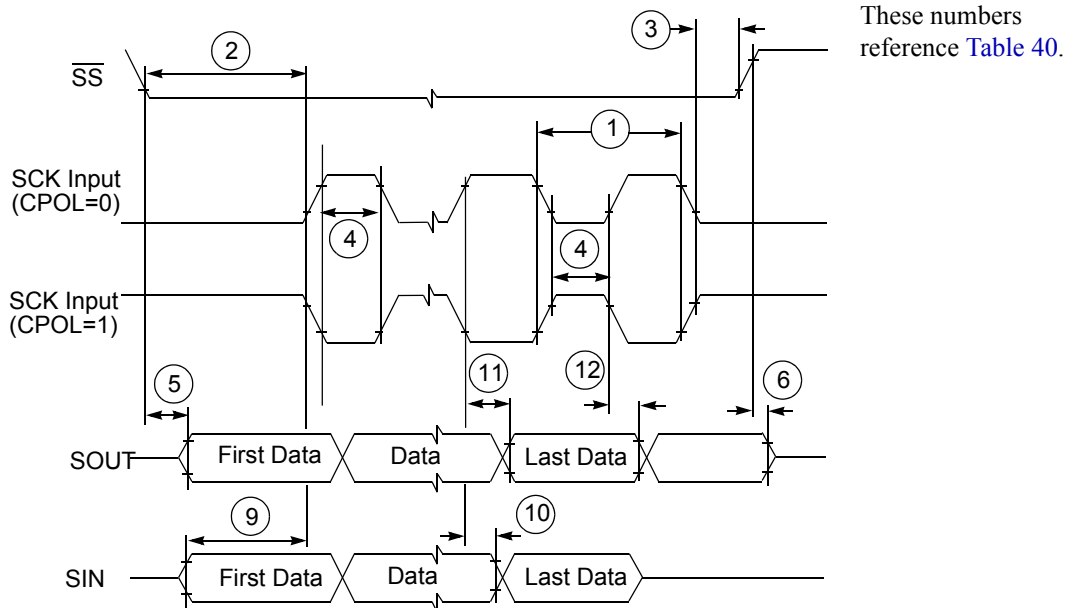 These numbers
reference Table 40.
3
2
SS
1
SCK Input
(CPOL=0)
4
4
SCK Input
(CPOL=1)
5
11
12
6
SOUT
First Data
Data
Last Data
9
10
SIN
First Data
Data
Last Data